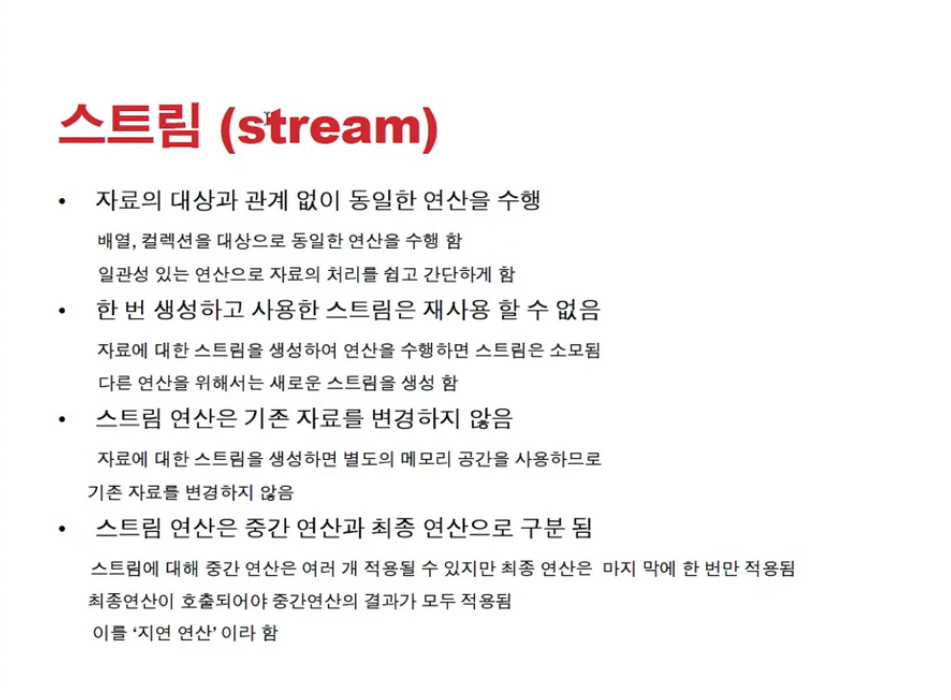 스트림 (stream)
• 자료의 대상과 관계 없이 동일한 연산을 수행
배열, 컬렉션을 대상으로 동일한 연산을 수행 함
일관성 있는 연산으로 자료의 처리를 쉽고 간단하게 함
• 한 번 생성하고 사용한 스트림은 재사용 할 수 없음
자료에 대한 스트림을 생성하여 연산을 수행하면 스트림은 소모됨
다른 연산을 위해서는 새로운 스트림을 생성 함
• 스트림 연산은 기존 자료를 변경하지 않음
자료에 대한 스트림을 생성하면 별도의 메모리 공간을 사용하므로
기존 자료를 변경하지 않음
• 스트림 연산은 중간 연산과 최종 연산으로 구분 됨
스트림에 대해 중간 연산은 여러 개 적용될 수 있지만 최종 연산은 마지 막에 한 번만 적용됨
최종연산이 호출되어야 중간연산의 결과가 모두 적용됨
이를 ‘지연 연산’ 이라 함